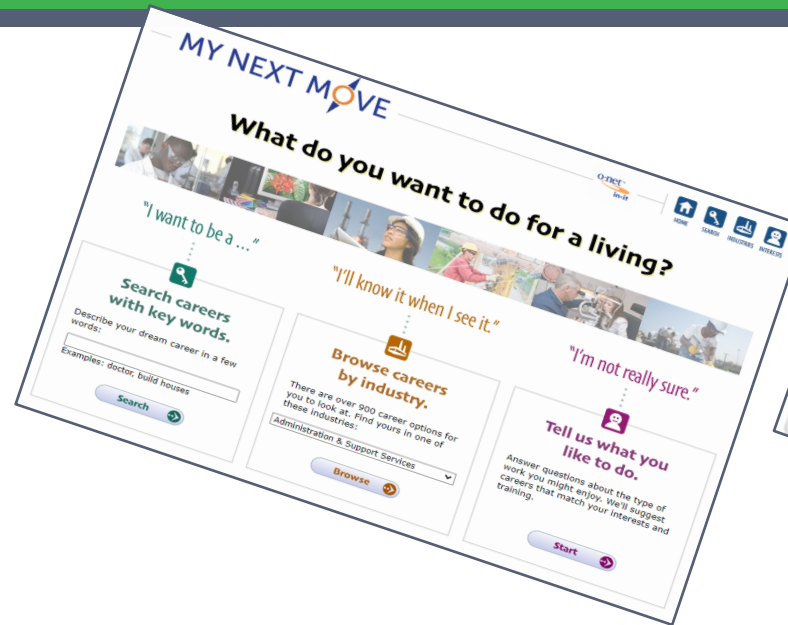 MY NEXT MOVE
o·net
in-it
HOME
SEARCH
INDUSTRIES
INTERESTS
What do you want to do for a living?
"I want to be a ..."
Search careers
with key words.
Describe your dream career in a few
words:
Examples: doctor, build houses
Search
"I'll know it when I see it."
Browse careers
by industry.
There are over 900 career options for
you to look at. Find yours in one of
these industries:
Administration & Support Services
Browse
"I'm not really sure."
Tell us what you
like to do.
Answer questions about the type of
work you might enjoy. We'll suggest
careers that match your interests and
training.
Start